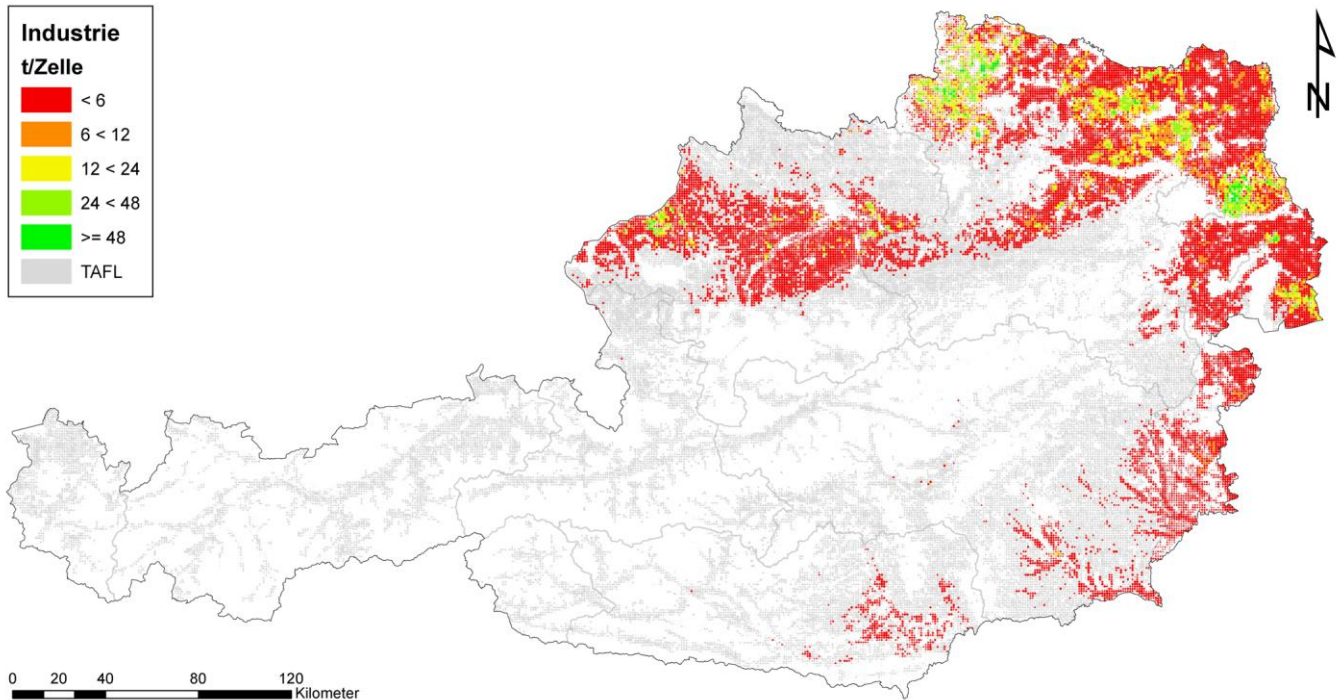 Industrie
t/Zelle
< 6
6 < 12
12 < 24
24 < 48
>= 48
TAFL
N
0 20 40 80 120
Kilometer